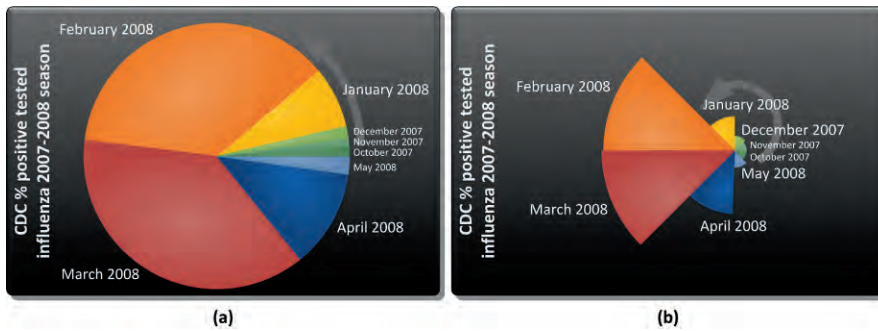 CDC % positive tested
influenza 2007-2008 season
February 2008
January 2008
December 2007
November 2007
October 2007
May 2008
April 2008
March 2008
(a)
CDC % positive tested
influenza 2007-2008 season
February 2008
January 2008
December 2007
November 2007
October 2007
May 2008
March 2008
April 2008
(b)